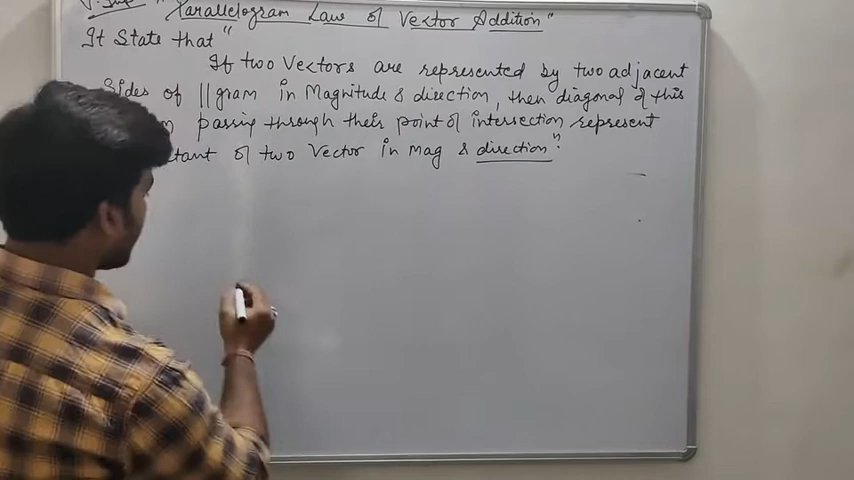 " Parallelogram Law of Vector Addition"
It State that "
If two Vectors are represented by two adjacent
Sides of ||gram in Magnitude & direction, then diagonal of this
passing through their point of intersection represent
of two Vector in Mag & direction".